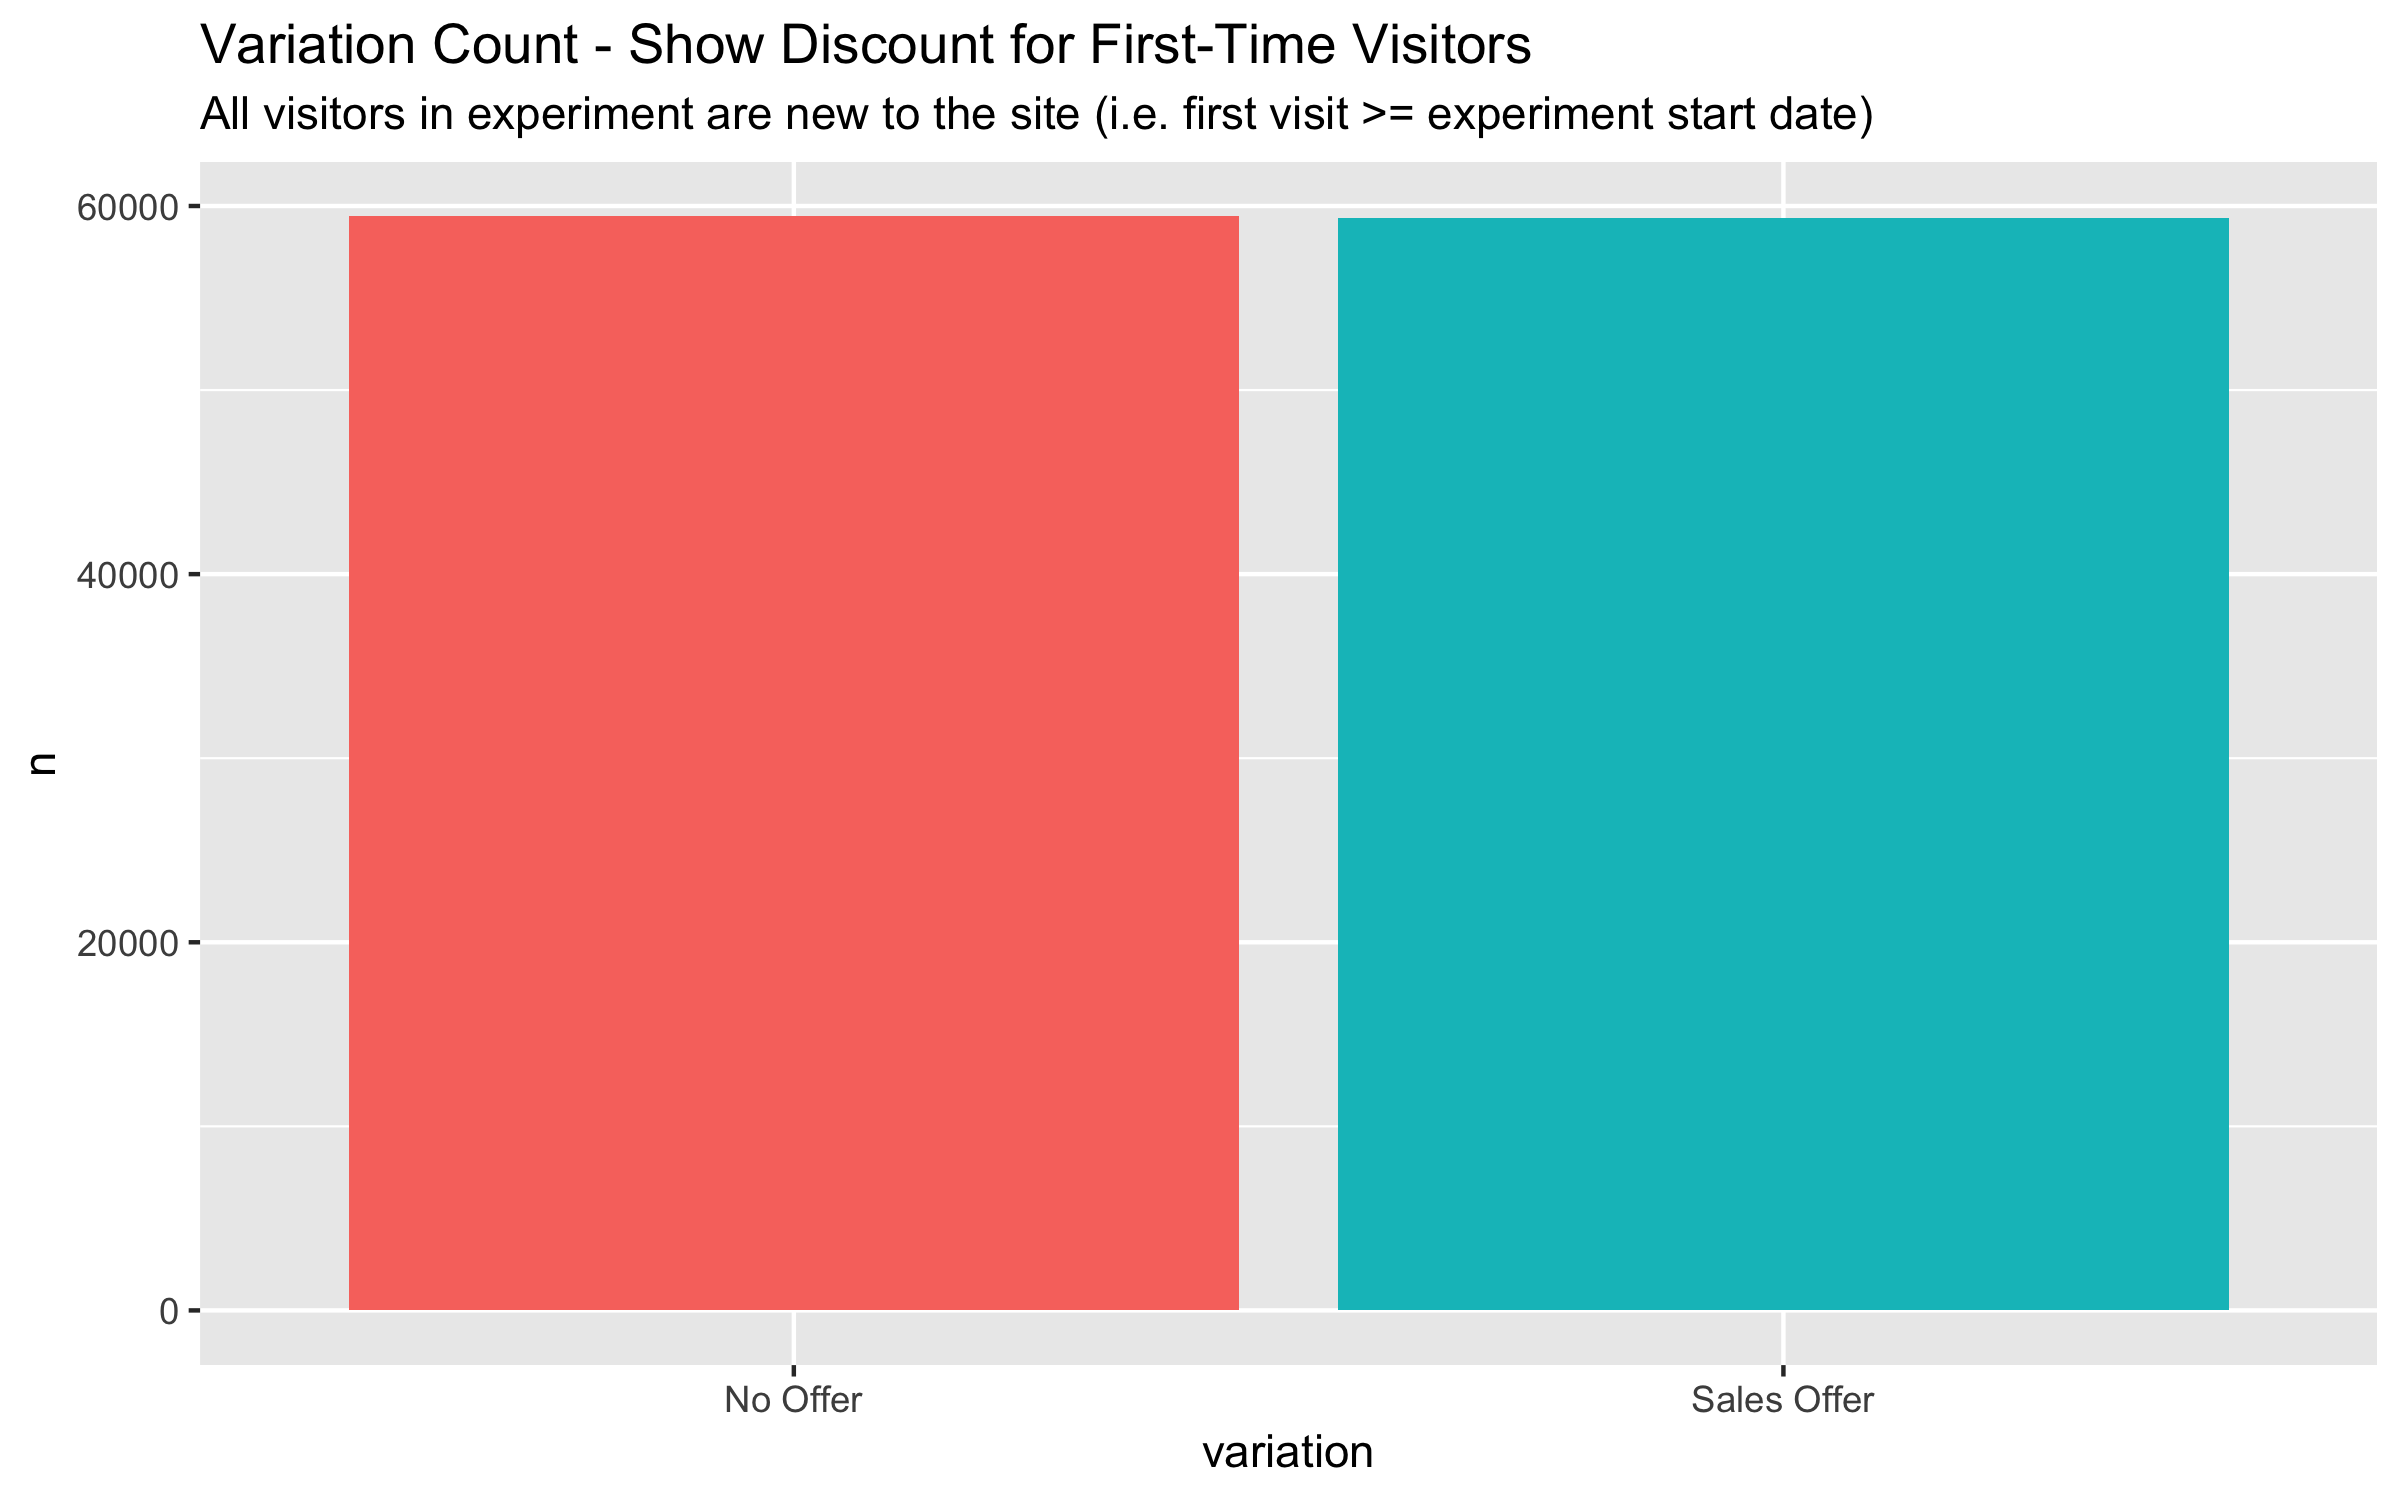 Variation Count - Show Discount for First-Time Visitors
All visitors in experiment are new to the site (i.e. first visit >= experiment start date)
60000
40000
20000
0
n
No Offer
Sales Offer
variation